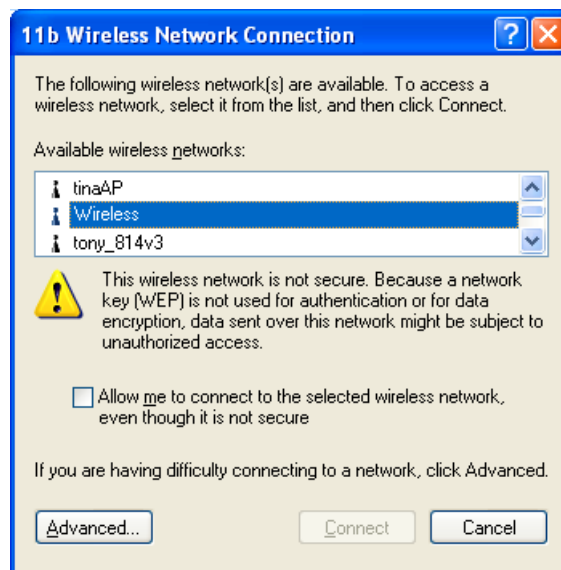 11b Wireless Network Connection
The following wireless network(s) are available. To access a
wireless network, select it from the list, and then click Connect.
Available wireless networks:
tinaAP
Wireless
tony_814v3
This wireless network is not secure. Because a network
key (WEP) is not used for authentication or for data
encryption, data sent over this network might be subject to
unauthorized access.
Allow me to connect to the selected wireless network,
even though it is not secure
If you are having difficulty connecting to a network, click Advanced.
Advanced... Connect Cancel